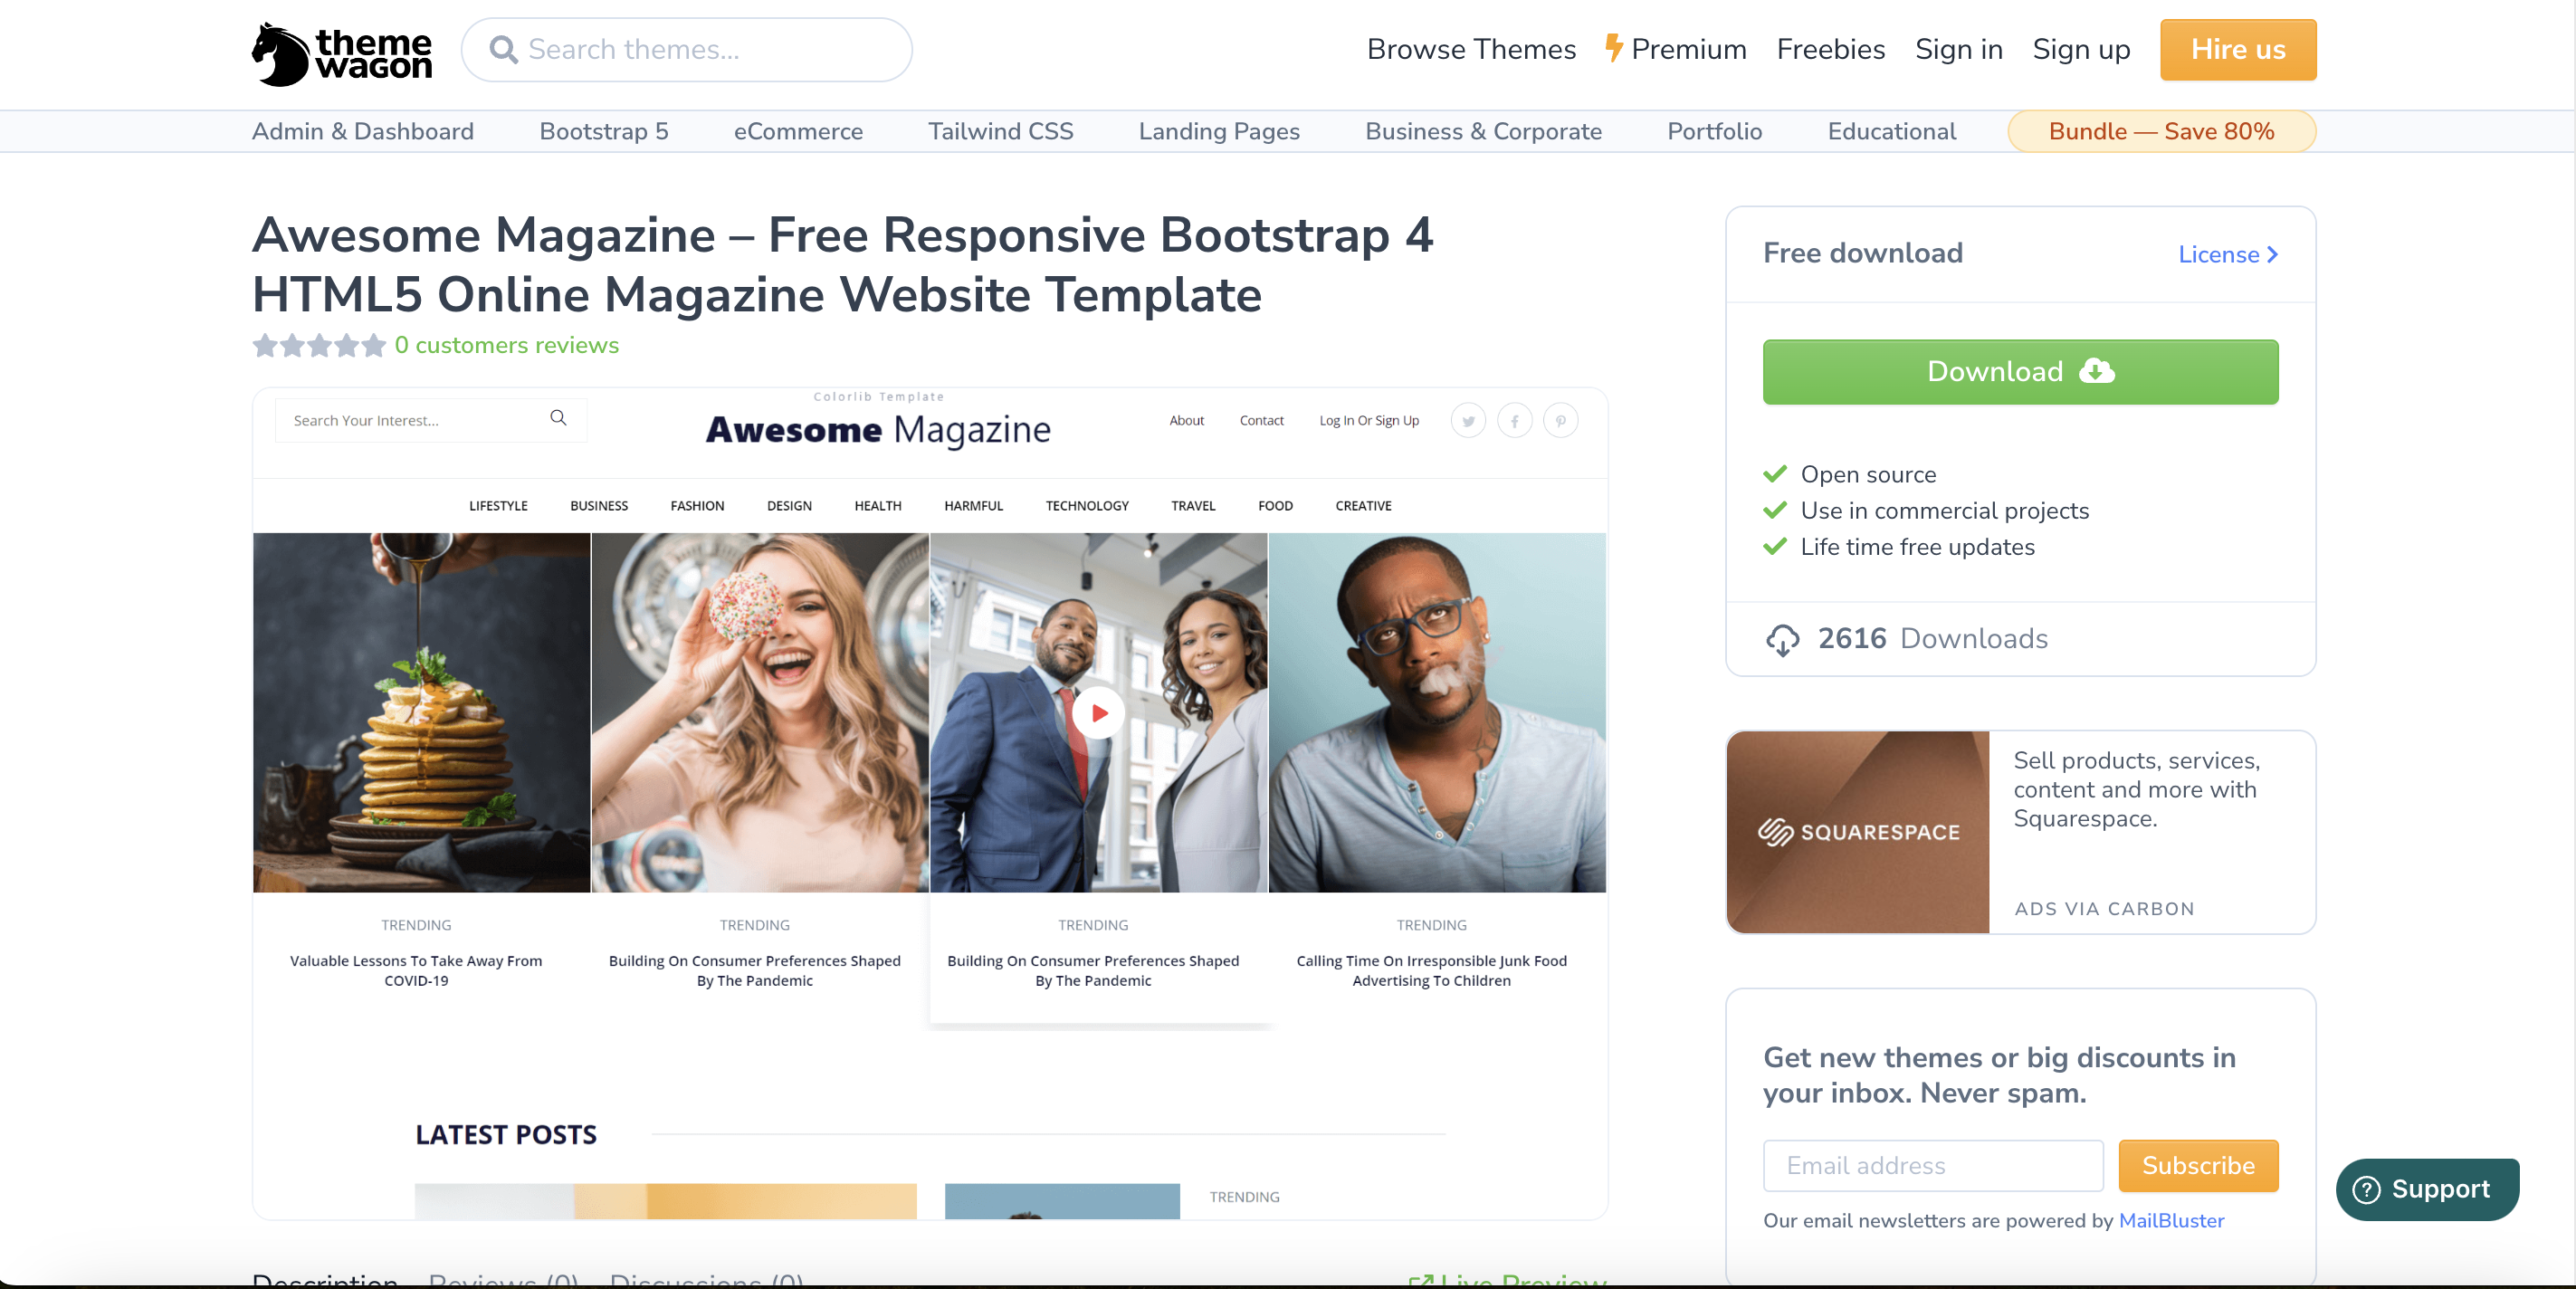 theme
wagon
Search themes...
Browse Themes
Premium
Freebies
Sign in
Sign up
Hire us
Admin & Dashboard
Bootstrap 5
eCommerce
Tailwind CSS
Landing Pages
Business & Corporate
Portfolio
Educational
Bundle — Save 80%
Awesome Magazine – Free Responsive Bootstrap 4
HTML5 Online Magazine Website Template
0 customers reviews
Colorlib Template
Search Your Interest...
Awesome Magazine
About
Contact
Log In Or Sign Up
LIFESTYLE
BUSINESS
FASHION
DESIGN
HEALTH
HARMFUL
TECHNOLOGY
TRAVEL
FOOD
CREATIVE
TRENDING
Valuable Lessons To Take Away From
COVID-19
TRENDING
Building On Consumer Preferences Shaped
By The Pandemic
TRENDING
Building On Consumer Preferences Shaped
By The Pandemic
TRENDING
Calling Time On Irresponsible Junk Food
Advertising To Children
LATEST POSTS
TRENDING
Description
Reviews (0)
Discussions (0)
Live Preview
Free download
License
Download
Open source
Use in commercial projects
Life time free updates
2616 Downloads
SQUARESPACE
Sell products, services,
content and more with
Squarespace.
ADS VIA CARBON
Get new themes or big discounts in
your inbox. Never spam.
Email address
Subscribe
Our email newsletters are powered by MailBluster
Support